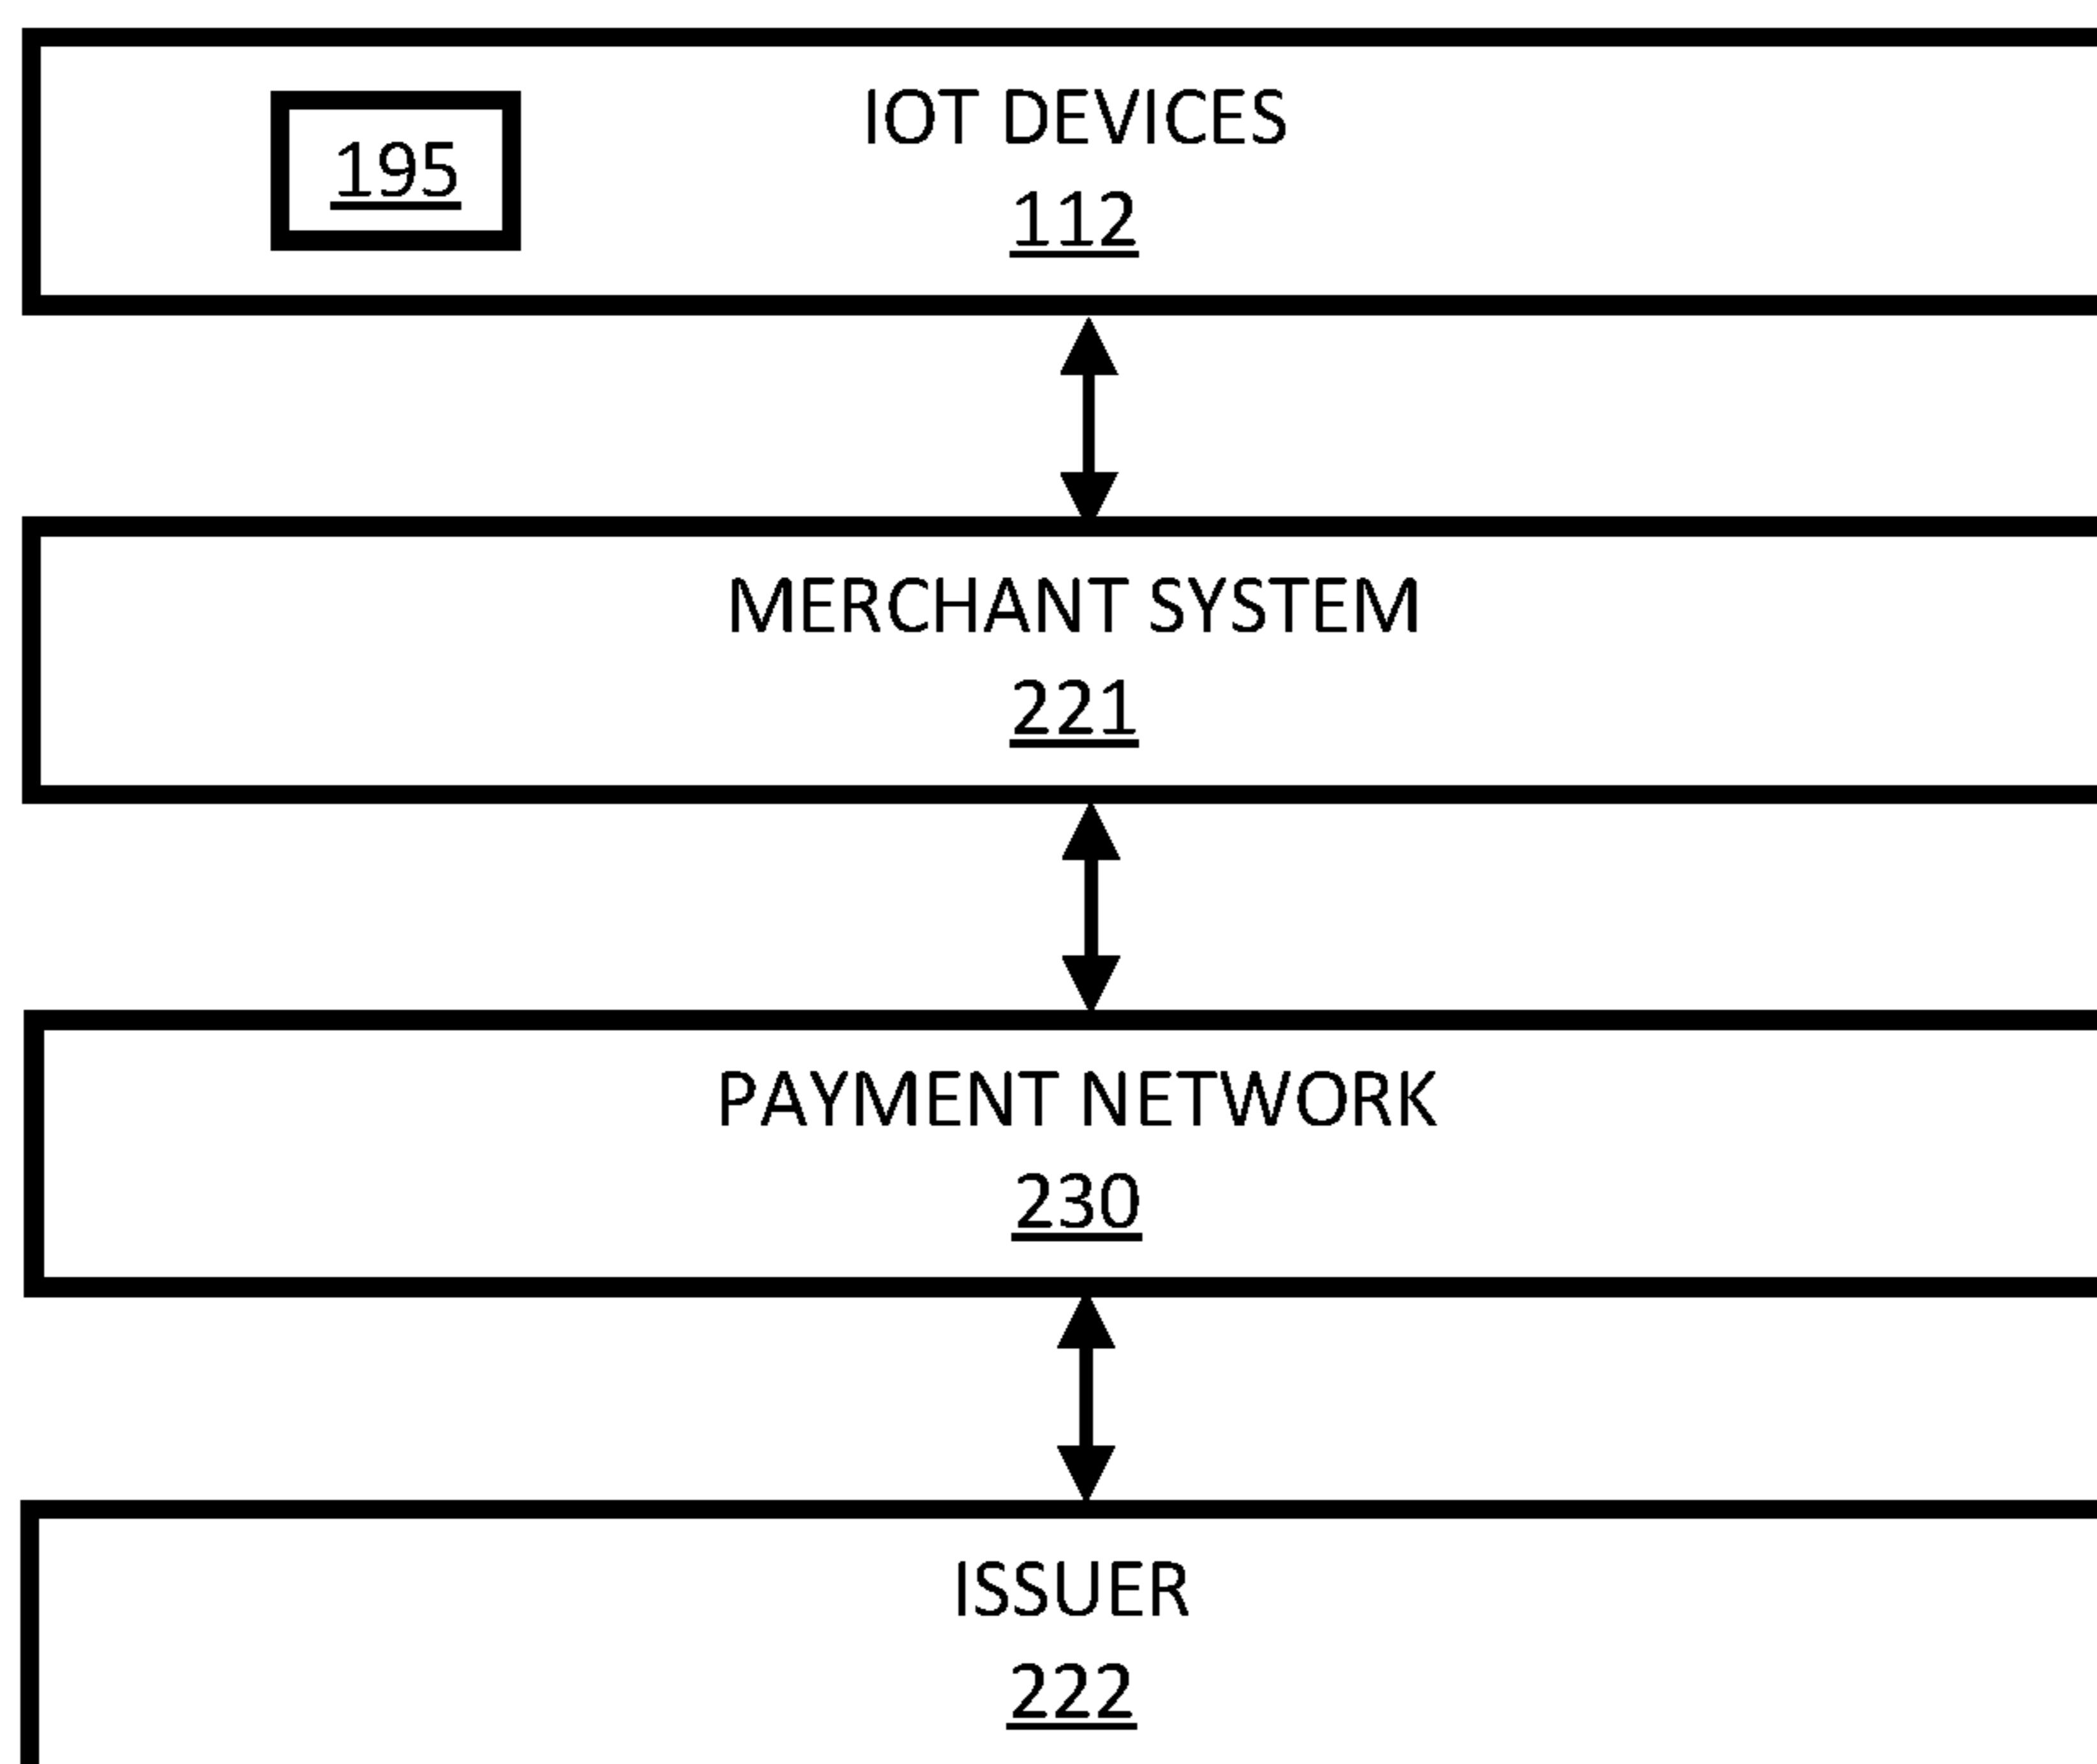 IOT DEVICES
195
112
MERCHANT SYSTEM
221
PAYMENT NETWORK
230
ISSUER
222